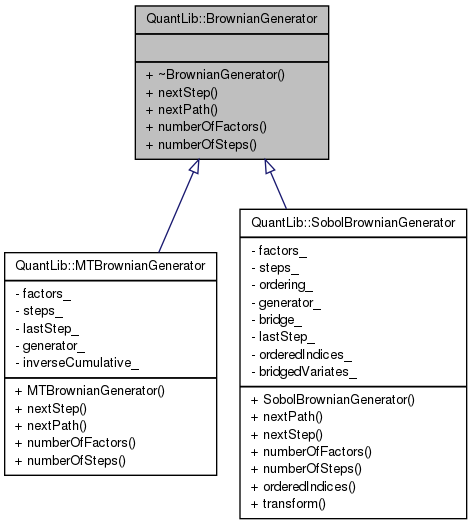 QuantLib::BrownianGenerator
+ ~BrownianGenerator()
+ nextStep()
+ nextPath()
+ numberOfFactors()
+ numberOfSteps()
QuantLib::MTBrownianGenerator
- factors_
- steps_
- lastStep_
- generator_
- inverseCumulative_
+ MTBrownianGenerator()
+ nextStep()
+ nextPath()
+ numberOfFactors()
+ numberOfSteps()
QuantLib::SobolBrownianGenerator
- factors_
- steps_
- ordering_
- generator_
- bridge_
- lastStep_
- orderedIndices_
- bridgedVariates_
+ SobolBrownianGenerator()
+ nextPath()
+ nextStep()
+ numberOfFactors()
+ numberOfSteps()
+ orderedIndices()
+ transform()